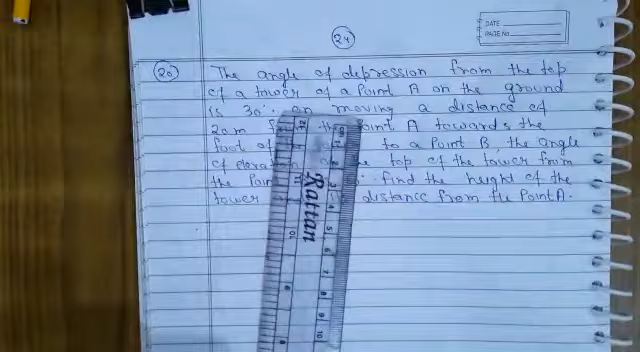 24
DATE
PAGE No.
20 The angle of depression from the top
of a tower of a Point A on the ground
is 30°. on moving a distance of
20m the Point A towards the
foot of to a Point B, the angle
of top of the tower from
the find the height of the
tower distance from the Point A.
Rattan